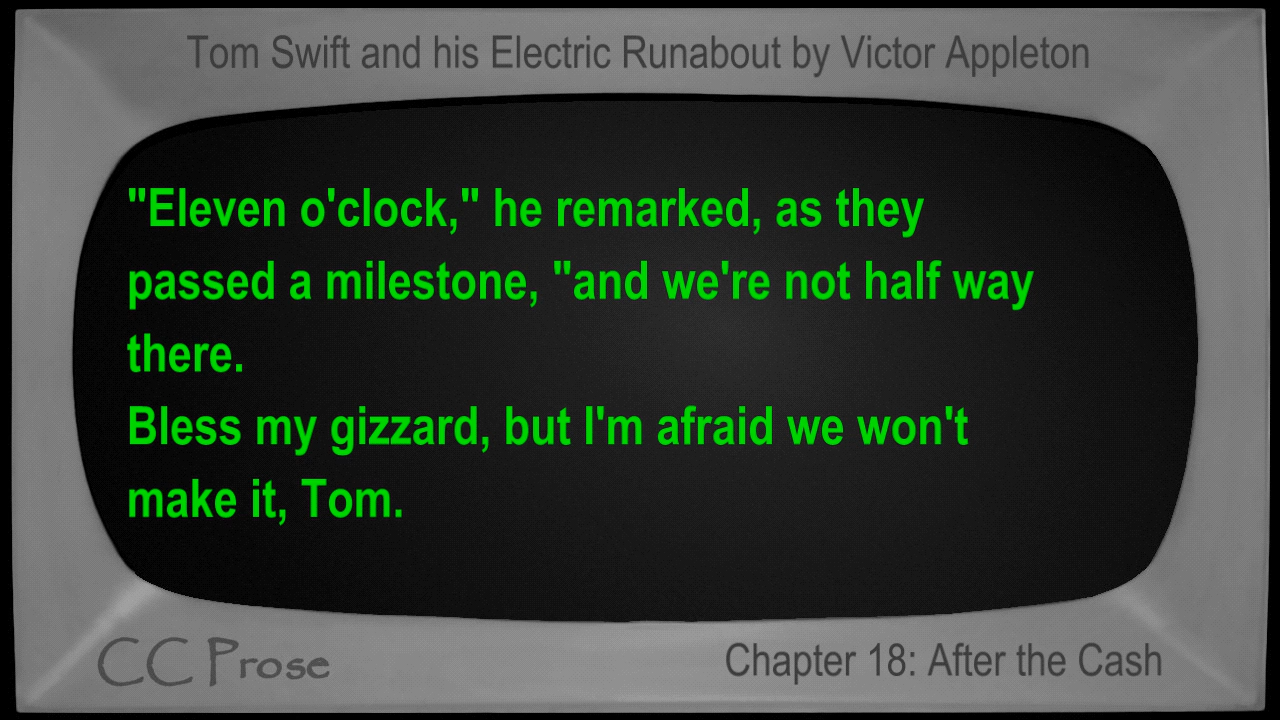 Tom Swift and his Electric Runabout by Victor Appleton
"Eleven o'clock," he remarked, as they
passed a milestone, "and we're not half way
there.
Bless my gizzard, but I'm afraid we won't
make it, Tom.
CC Prose
Chapter 18: After the Cash